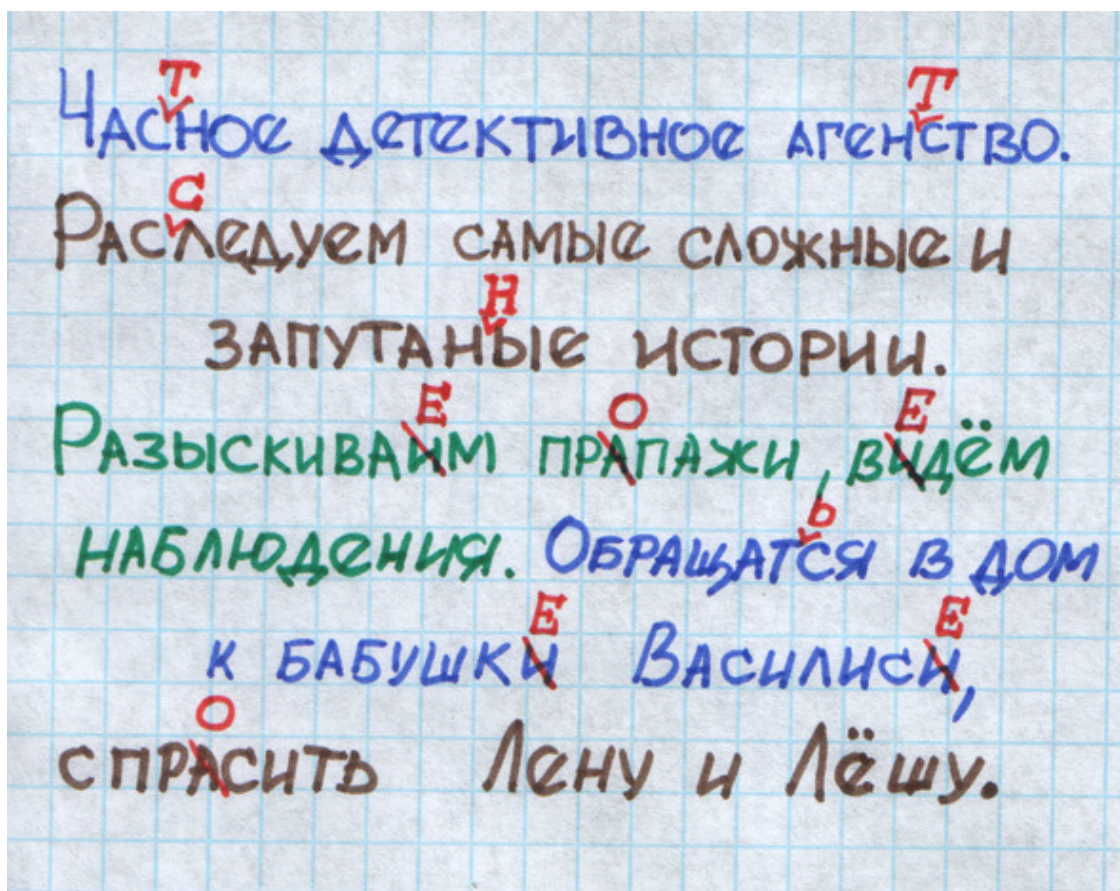 Т Т
Часное детективное агенство.
С
Раследуем самые сложные и
Н
запутаные истории.
Е О Е
Разыскиваим прапажи, видём
Ь
наблюдения. Обращатся в дом
Е Е
к бабушки Василиси,
О
спрасить Лену и Лёшу.